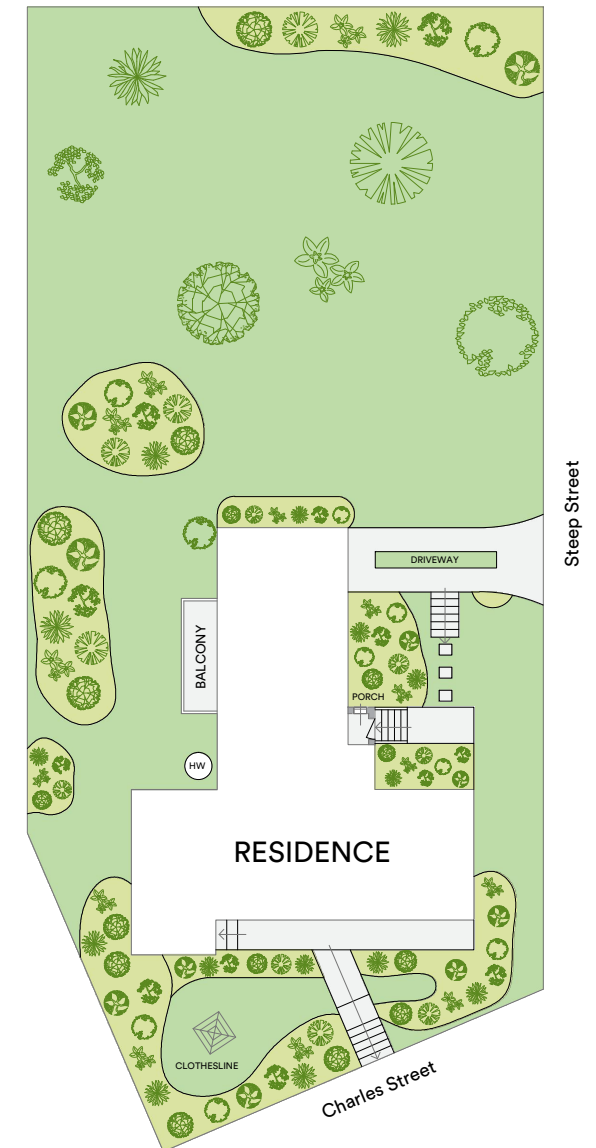 Steep Street
DRIVEWAY
BALCONY
PORCH
HW
RESIDENCE
CLOTHESLINE
Charles Street